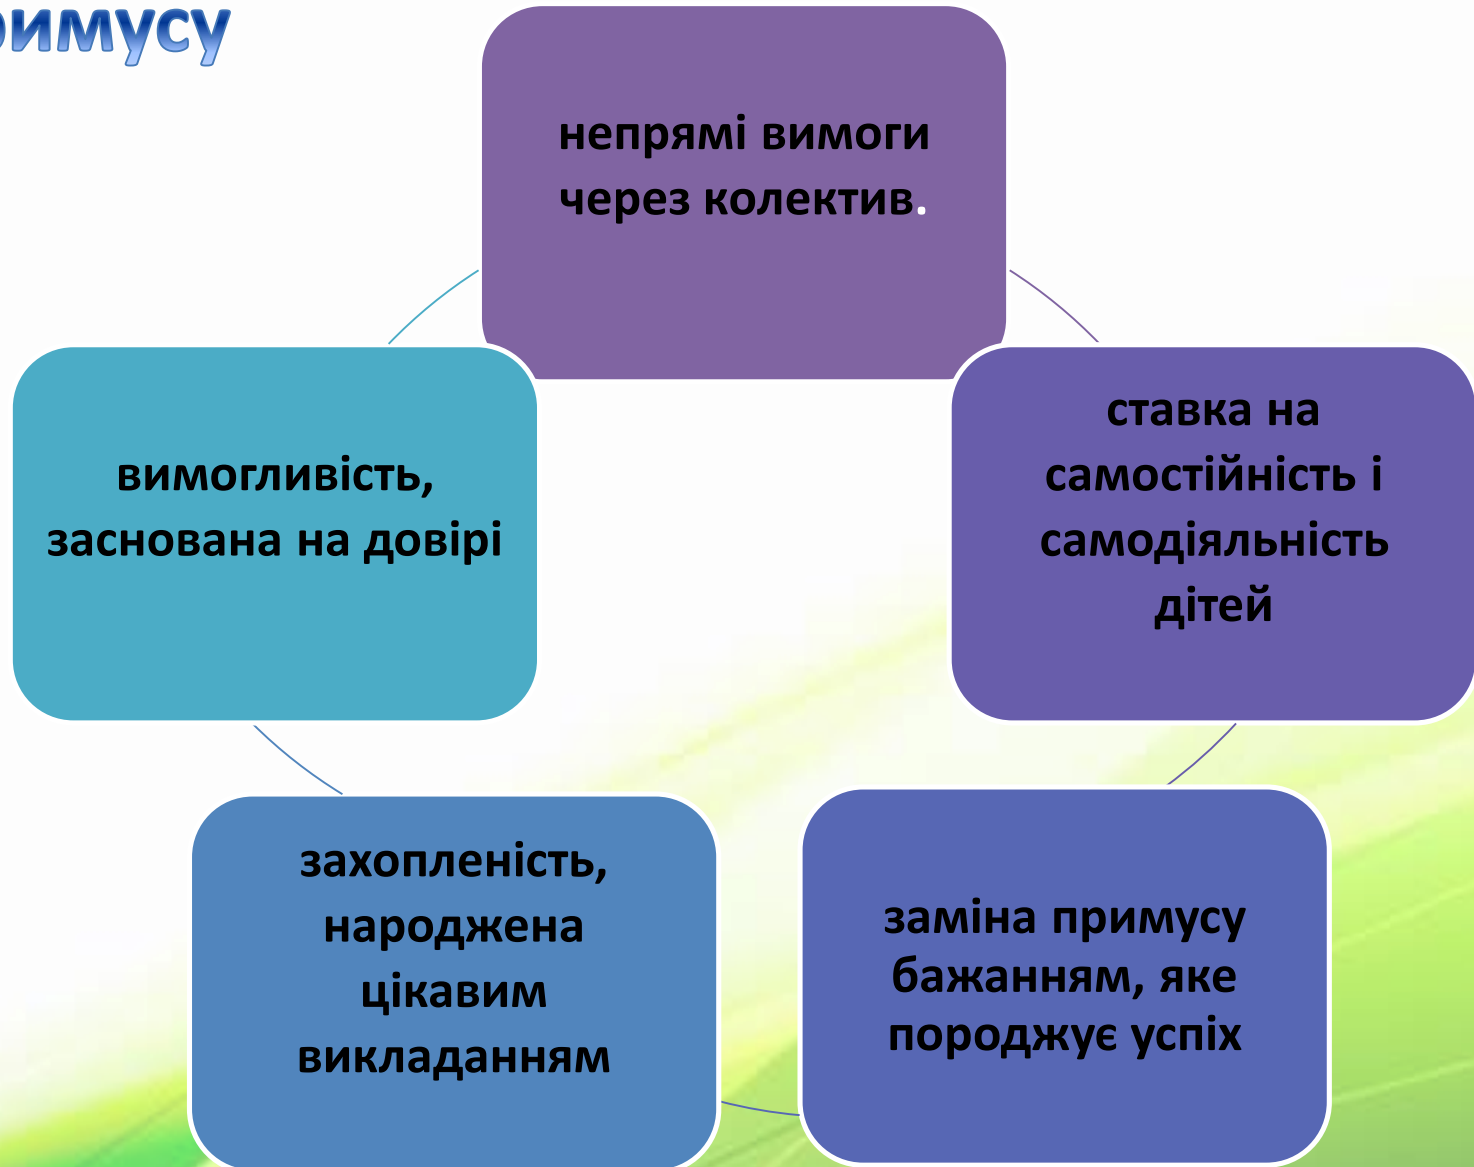 римусу
непрямі вимоги
через колектив.
ставка на
самостійність і
самодіяльність
дітей
заміна примусу
бажанням, яке
породжує успіх
захопленість,
народжена
цікавим
викладанням
вимогливість,
заснована на довірі